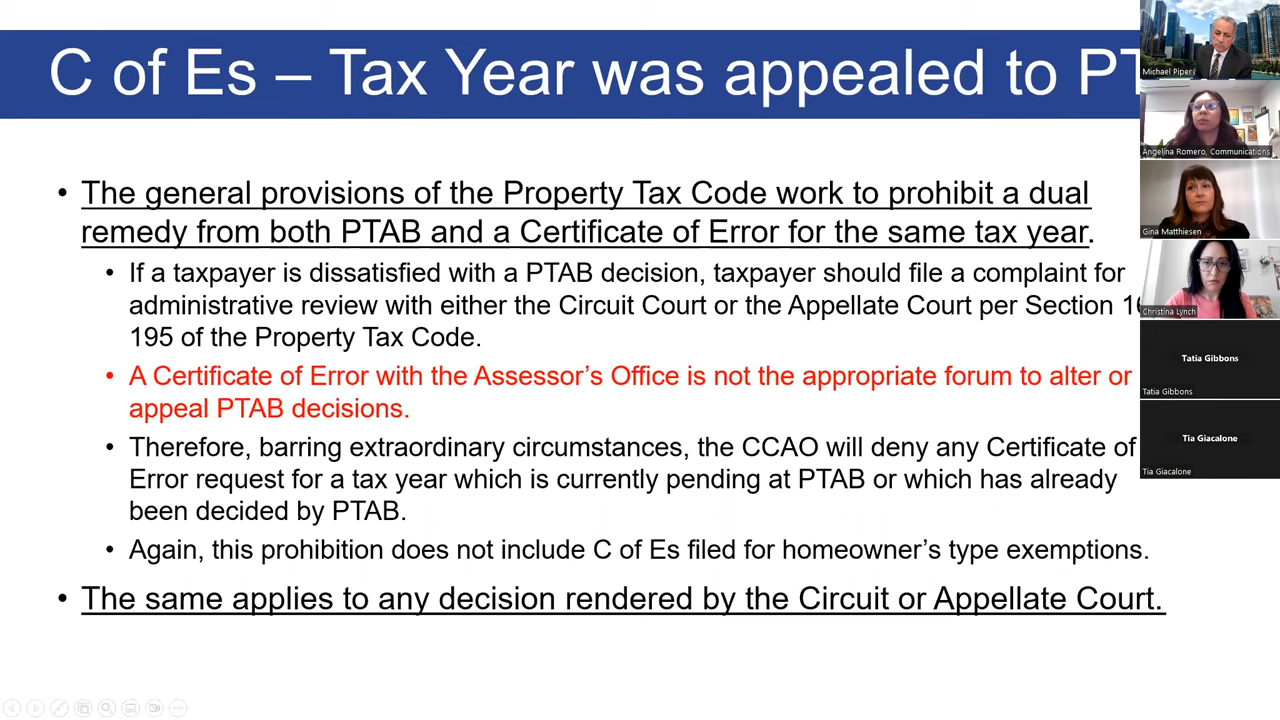 C of Es – Tax Year was appealed to PT
• The general provisions of the Property Tax Code work to prohibit a dual
remedy from both PTAB and a Certificate of Error for the same tax year.
• If a taxpayer is dissatisfied with a PTAB decision, taxpayer should file a complaint for
administrative review with either the Circuit Court or the Appellate Court per Section 16
195 of the Property Tax Code.
• A Certificate of Error with the Assessor's Office is not the appropriate forum to alter or
appeal PTAB decisions.
• Therefore, barring extraordinary circumstances, the CCAO will deny any Certificate of
Error request for a tax year which is currently pending at PTAB or which has already
been decided by PTAB.
• Again, this prohibition does not include C of Es filed for homeowner's type exemptions.
• The same applies to any decision rendered by the Circuit or Appellate Court.
Michael Piper
Angelina Romero, Communications
Gina Matthiesen
Christina Lynch
Tatia Gibbons
Tatia Gibbons
Tia Giacalone
Tia Giacalone